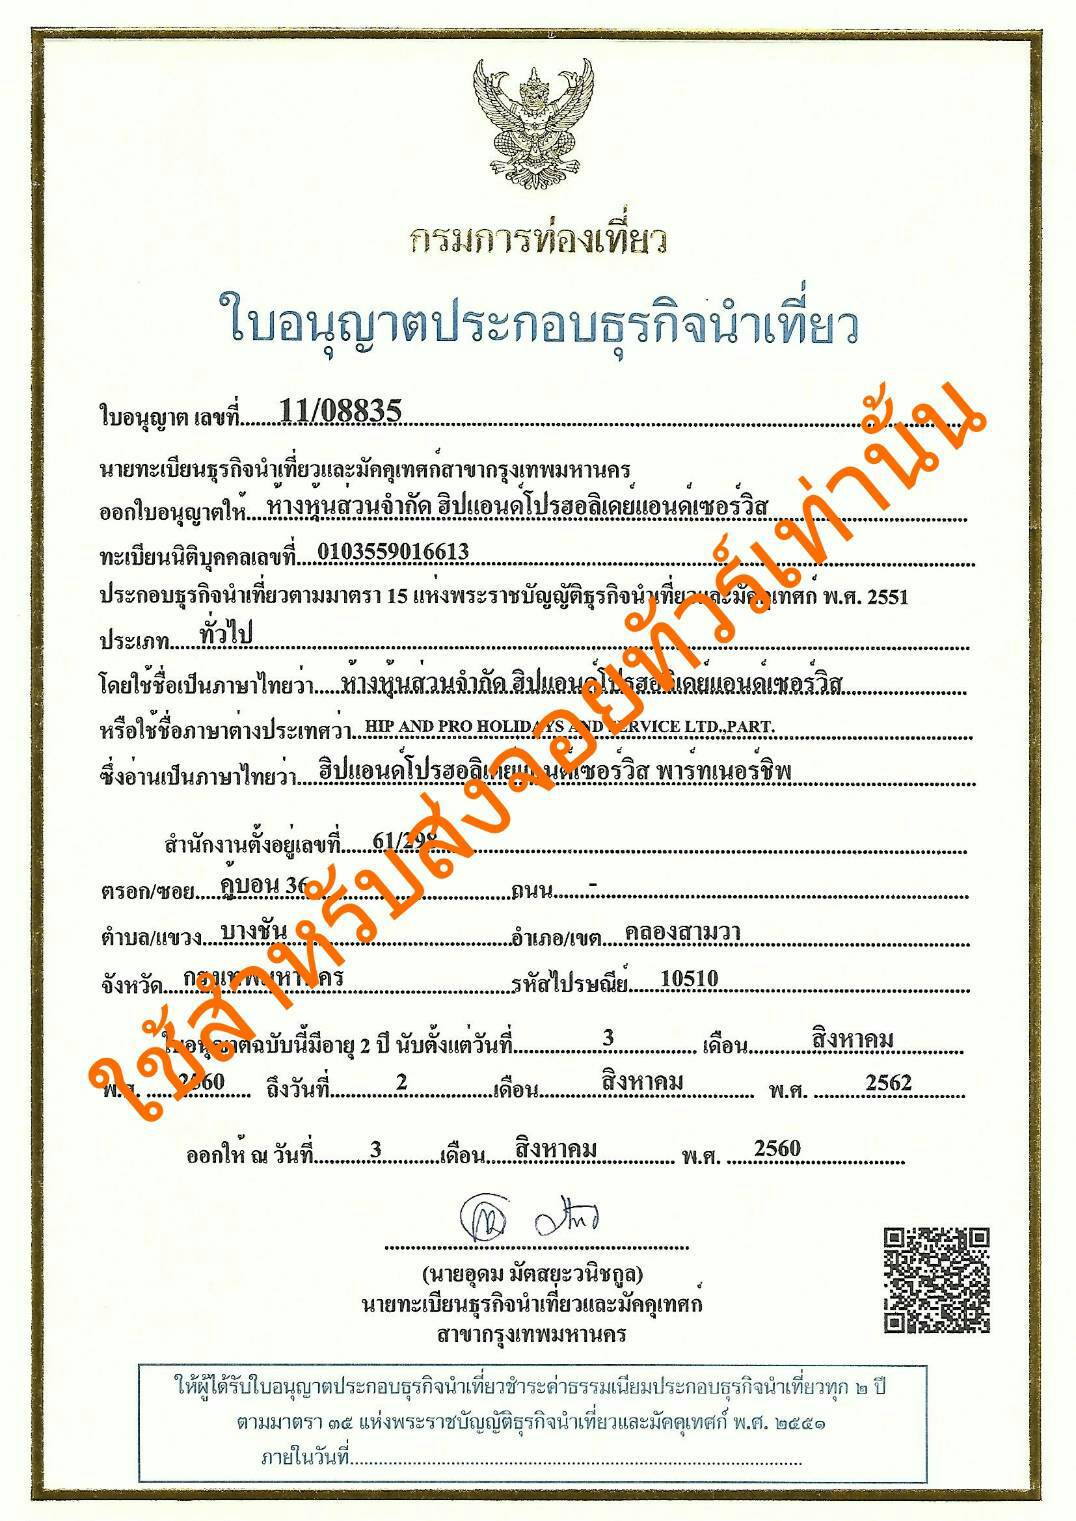 กรมการท่องเที่ยว
ใบอนุญาตประกอบธุรกิจนำเที่ยว
ใบอนุญาต เลขที่ 11/08835
นายทะเบียนธุรกิจนำเที่ยวและมัคคุเทศก์สาขากรุงเทพมหานคร
ออกใบอนุญาตให้ ห้างหุ้นส่วนจำกัด ฮิปแอนด์โปรฮอลิเดย์แอนด์เซอร์วิส
ทะเบียนนิติบุคคลเลขที่ 0103559016613
ประกอบธุรกิจนำเที่ยวตามมาตรา 15 แห่งพระราชบัญญัติธุรกิจนำเที่ยวและมัคคุเทศก์ พ.ศ. 2551
ประเภท ทั่วไป
โดยใช้ชื่อเป็นภาษาไทยว่า ห้างหุ้นส่วนจำกัด ฮิปแอนด์โปรฮอลิเดย์แอนด์เซอร์วิส
หรือใช้ชื่อภาษาต่างประเทศว่า HIP AND PRO HOLIDAYS AND SERVICE LTD.,PART.
ซึ่งอ่านเป็นภาษาไทยว่า ฮิปแอนด์โปรฮอลิเดย์แอนด์เซอร์วิส พาร์ทเนอร์ชิพ
สำนักงานตั้งอยู่เลขที่ 61/298
ตรอก/ซอย คู้บอน 36 ถนน -
ตำบล/แขวง บางชัน อำเภอ/เขต คลองสามวา
จังหวัด กรุงเทพมหานคร รหัสไปรษณีย์ 10510
ใบอนุญาตฉบับนี้มีอายุ 2 ปี นับตั้งแต่วันที่ 3 เดือน สิงหาคม
พ.ศ. 2560 ถึงวันที่ 2 เดือน สิงหาคม พ.ศ. 2562
ออกให้ ณ วันที่ 3 เดือน สิงหาคม พ.ศ. 2560
(นายอุดม มัตสยะวนิชกูล)
นายทะเบียนธุรกิจนำเที่ยวและมัคคุเทศก์
สาขากรุงเทพมหานคร
ให้ผู้ได้รับใบอนุญาตประกอบธุรกิจนำเที่ยวชำระค่าธรรมเนียมประกอบธุรกิจนำเที่ยวทุก ๒ ปี
ตามมาตรา ๓๕ แห่งพระราชบัญญัติธุรกิจนำเที่ยวและมัคคุเทศก์ พ.ศ. ๒๕๕๑
ภายในวันที่
ใช้สำหรับสงจอยทัวร์เท่านั้น